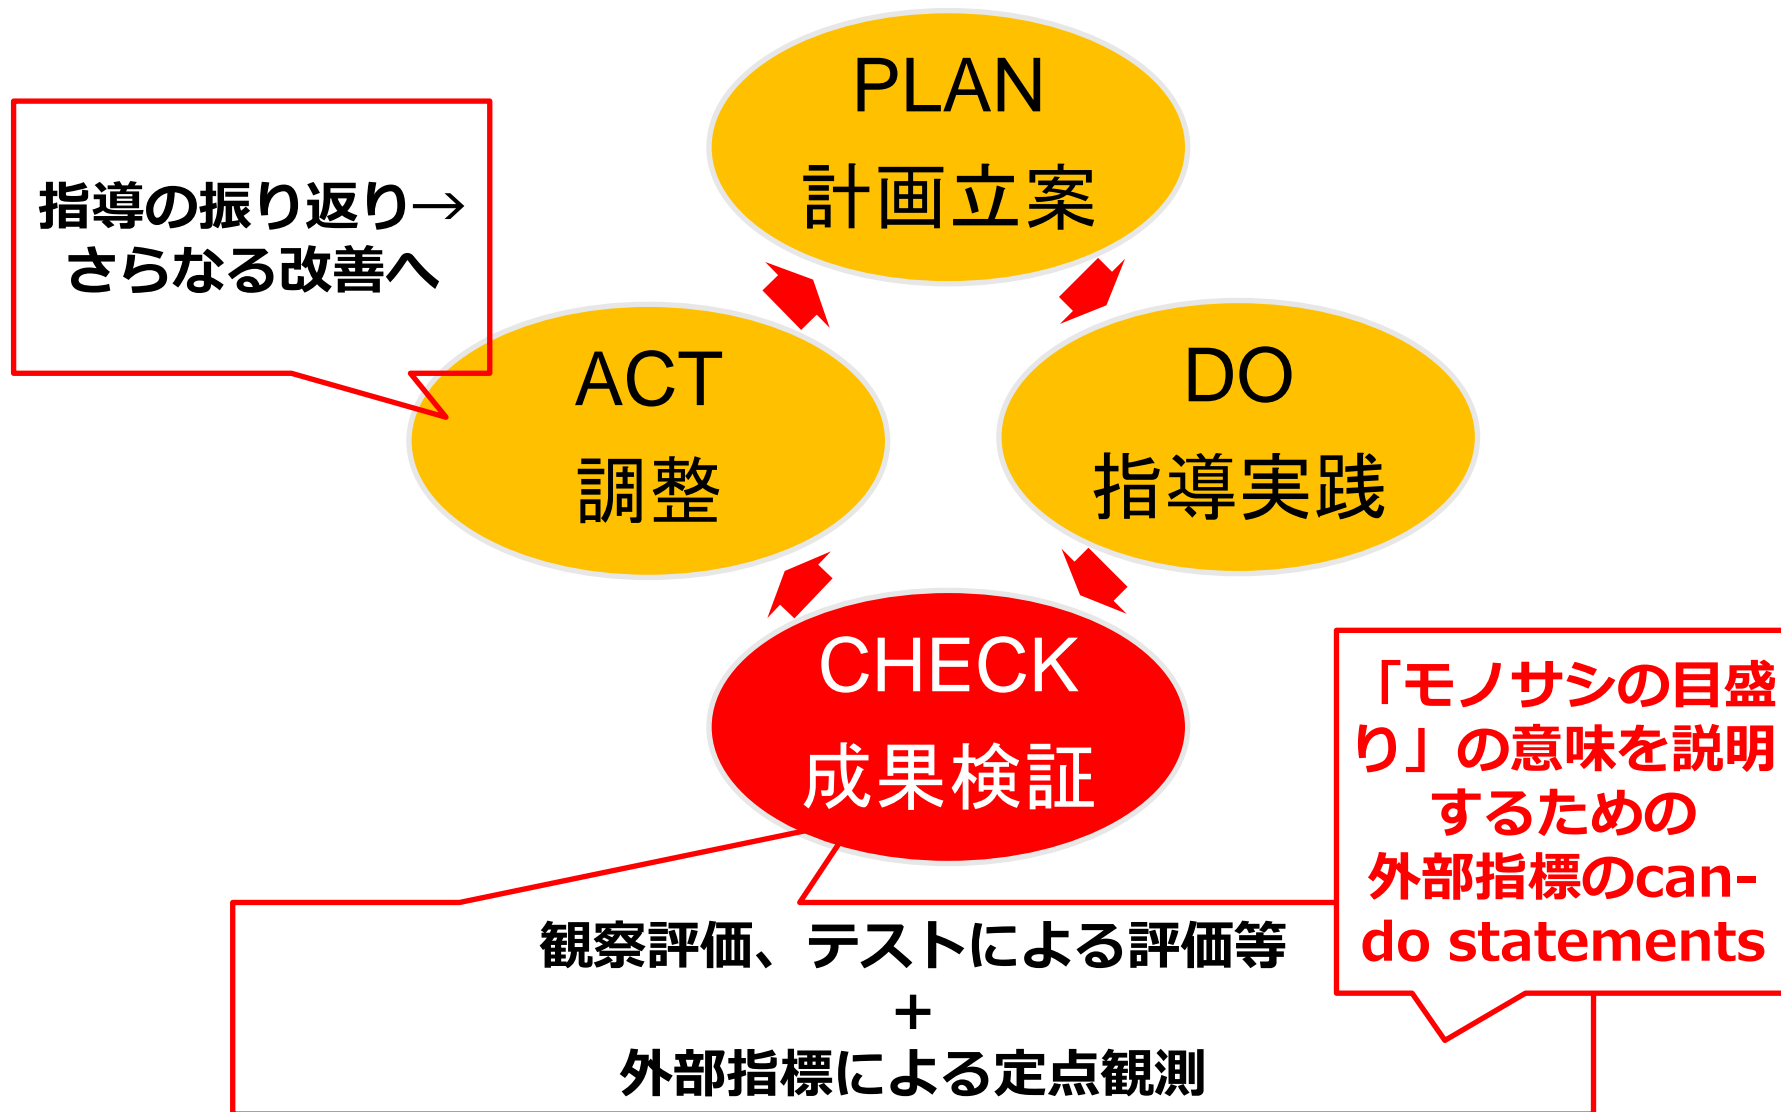 PLAN
計画立案
指導の振り返り→
さらなる改善へ
ACT
調整
DO
指導実践
CHECK
成果検証
「モノサシの目盛
り」の意味を説明
するための
外部指標のcan-
do statements
観察評価、テストによる評価等
+
外部指標による定点観測